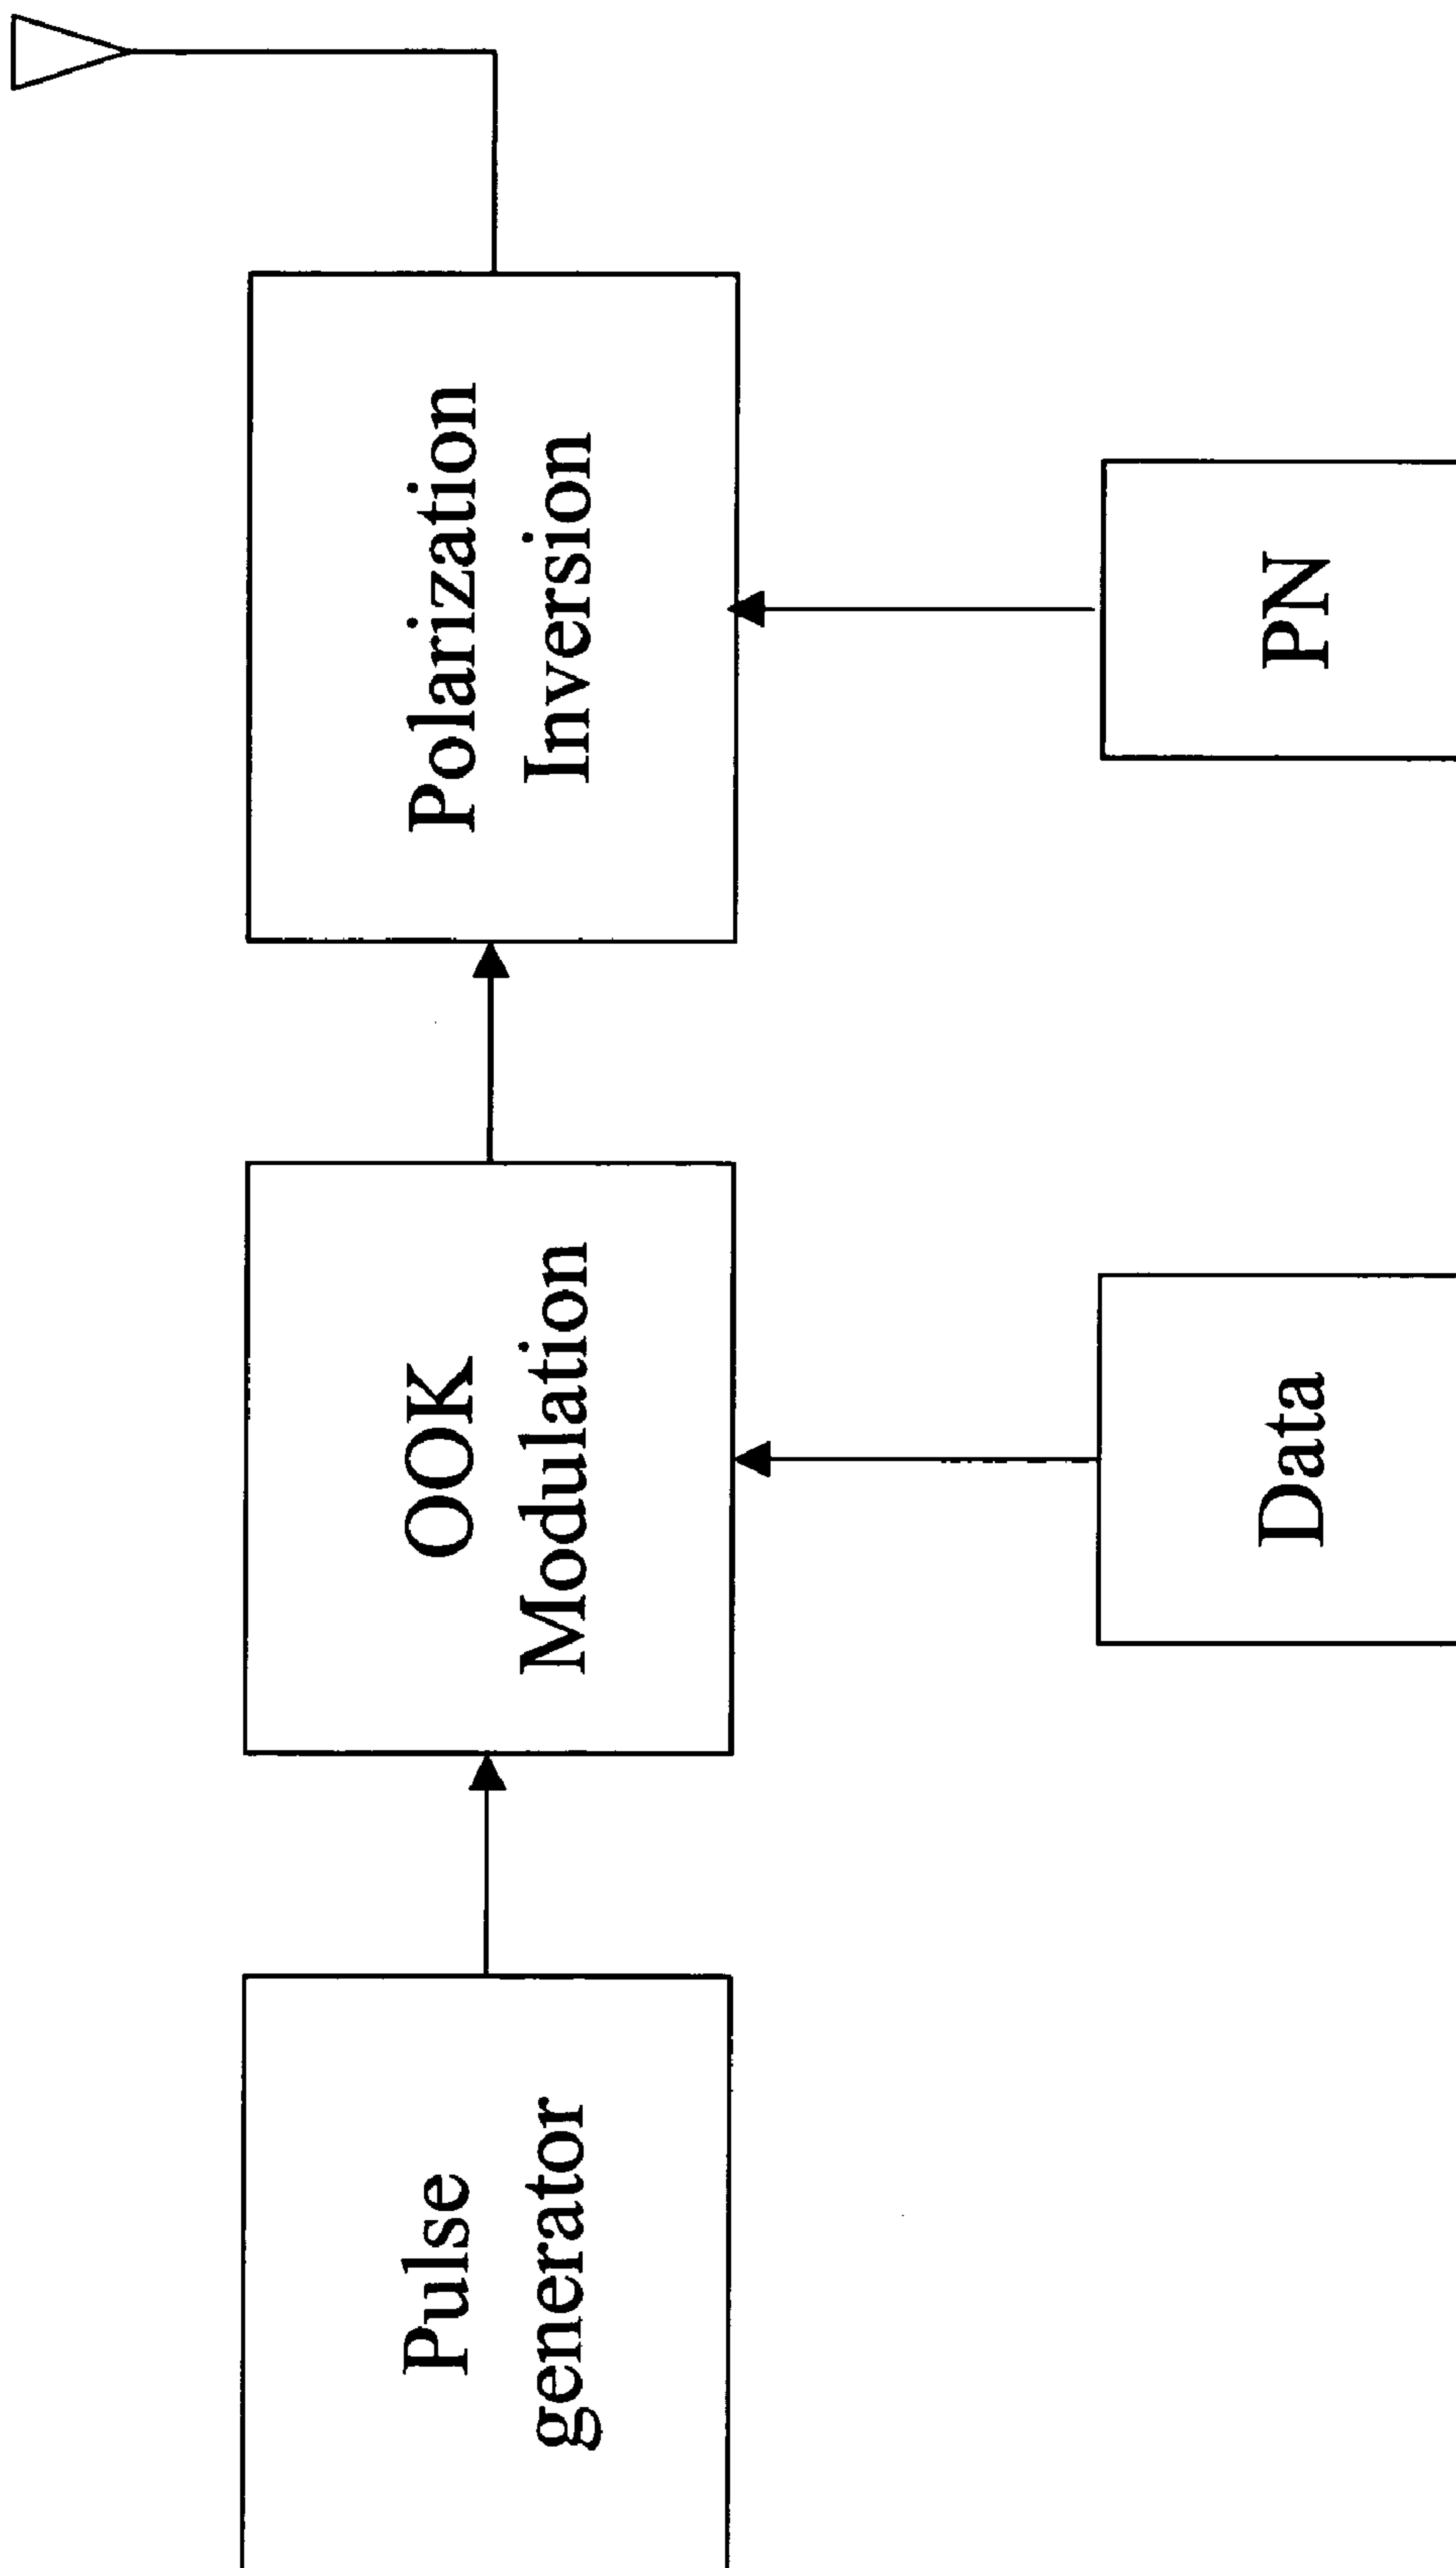 Pulse
generator
OOK
Modulation
Polarization
Inversion
Data
PN